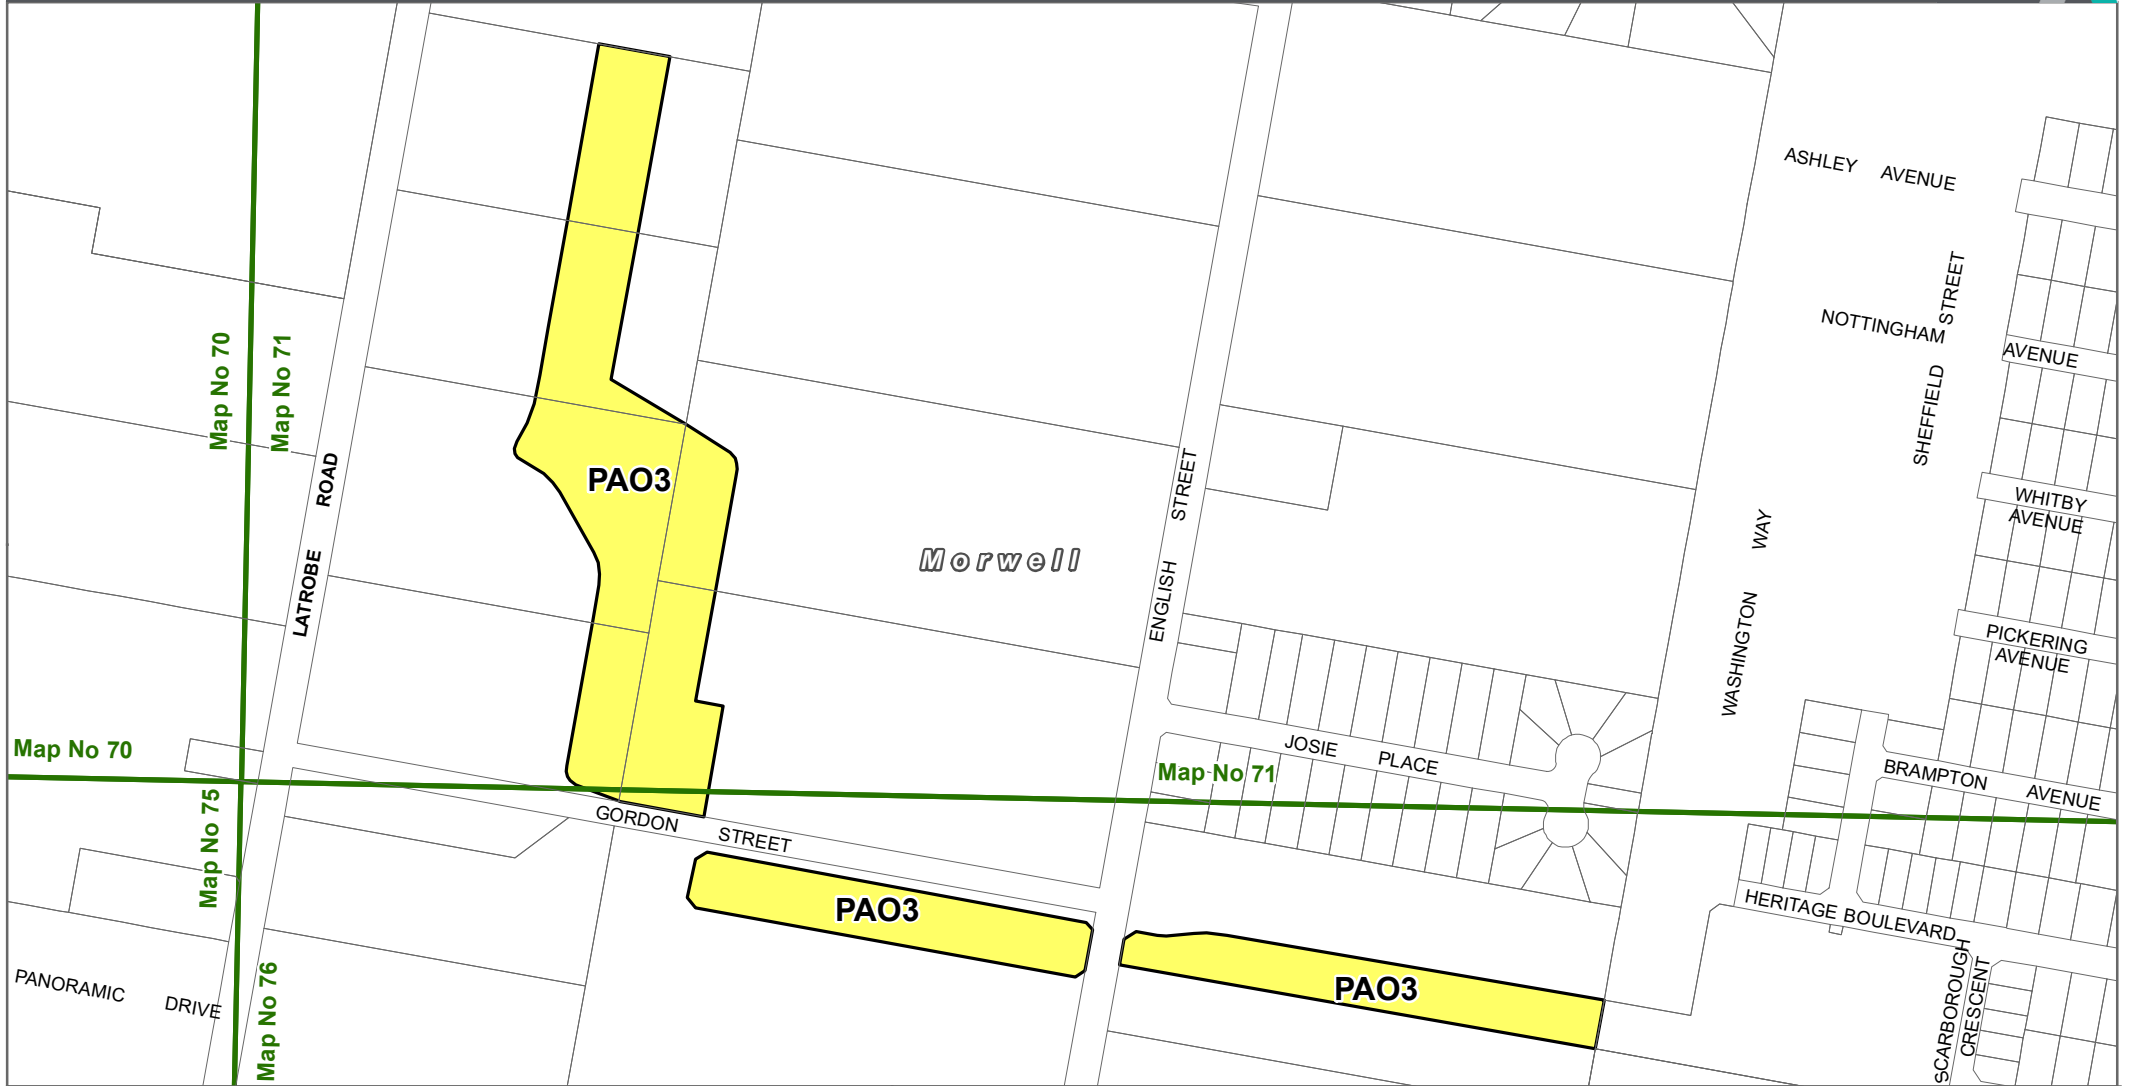 ASHLEY AVENUE
SHEFFIELD STREET
NOTTINGHAM AVENUE
Map No 70
Map No 71
LATROBE ROAD
PAO3
ENGLISH STREET
WHITBY
AVENUE
WASHINGTON WAY
Morwell
PICKERING
AVENUE
Map No 70
JOSIE PLACE
Map No 71
BRAMPTON AVENUE
Map No 75
GORDON STREET
PAO3
HERITAGE BOULEVARD
PAO3
PANORAMIC DRIVE
Map No 76
SCARBOROUGH
CRESCENT